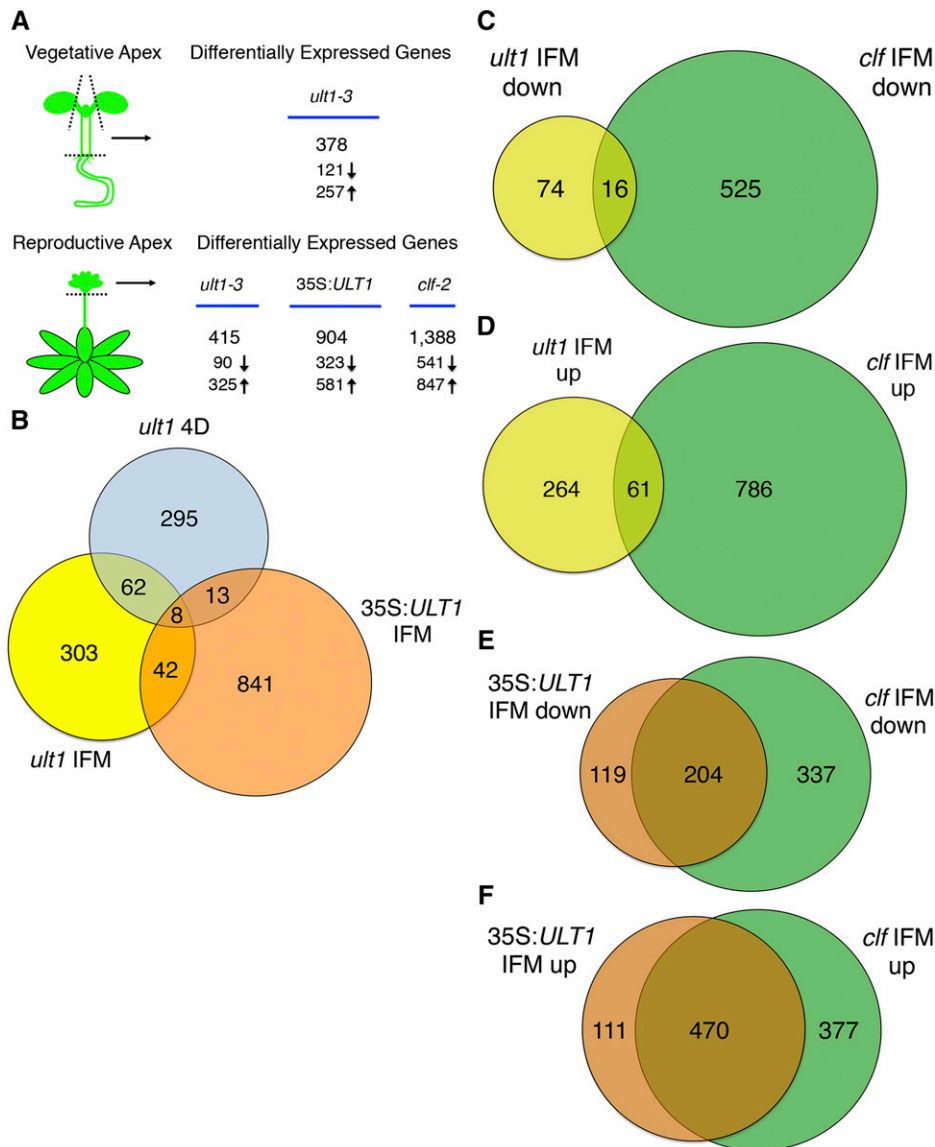 A
Vegetative Apex
Differentially Expressed Genes
ult1-3
378
121↓
257↑
Reproductive Apex
Differentially Expressed Genes
ult1-3 35S:ULT1 clf-2
415 904 1,388
90↓ 323↓ 541↓
325↑ 581↑ 847↑
B
ult1 4D
295
62
13
8
35S:ULT1
IFM
303
42
841
ult1 IFM
C
ult1 IFM
down
clf IFM
down
74 16 525
D
ult1 IFM
up
clf IFM
up
264 61 786
E
35S:ULT1
IFM down
clf IFM
down
119 204 337
F
35S:ULT1
IFM up
clf IFM
up
111 470 377